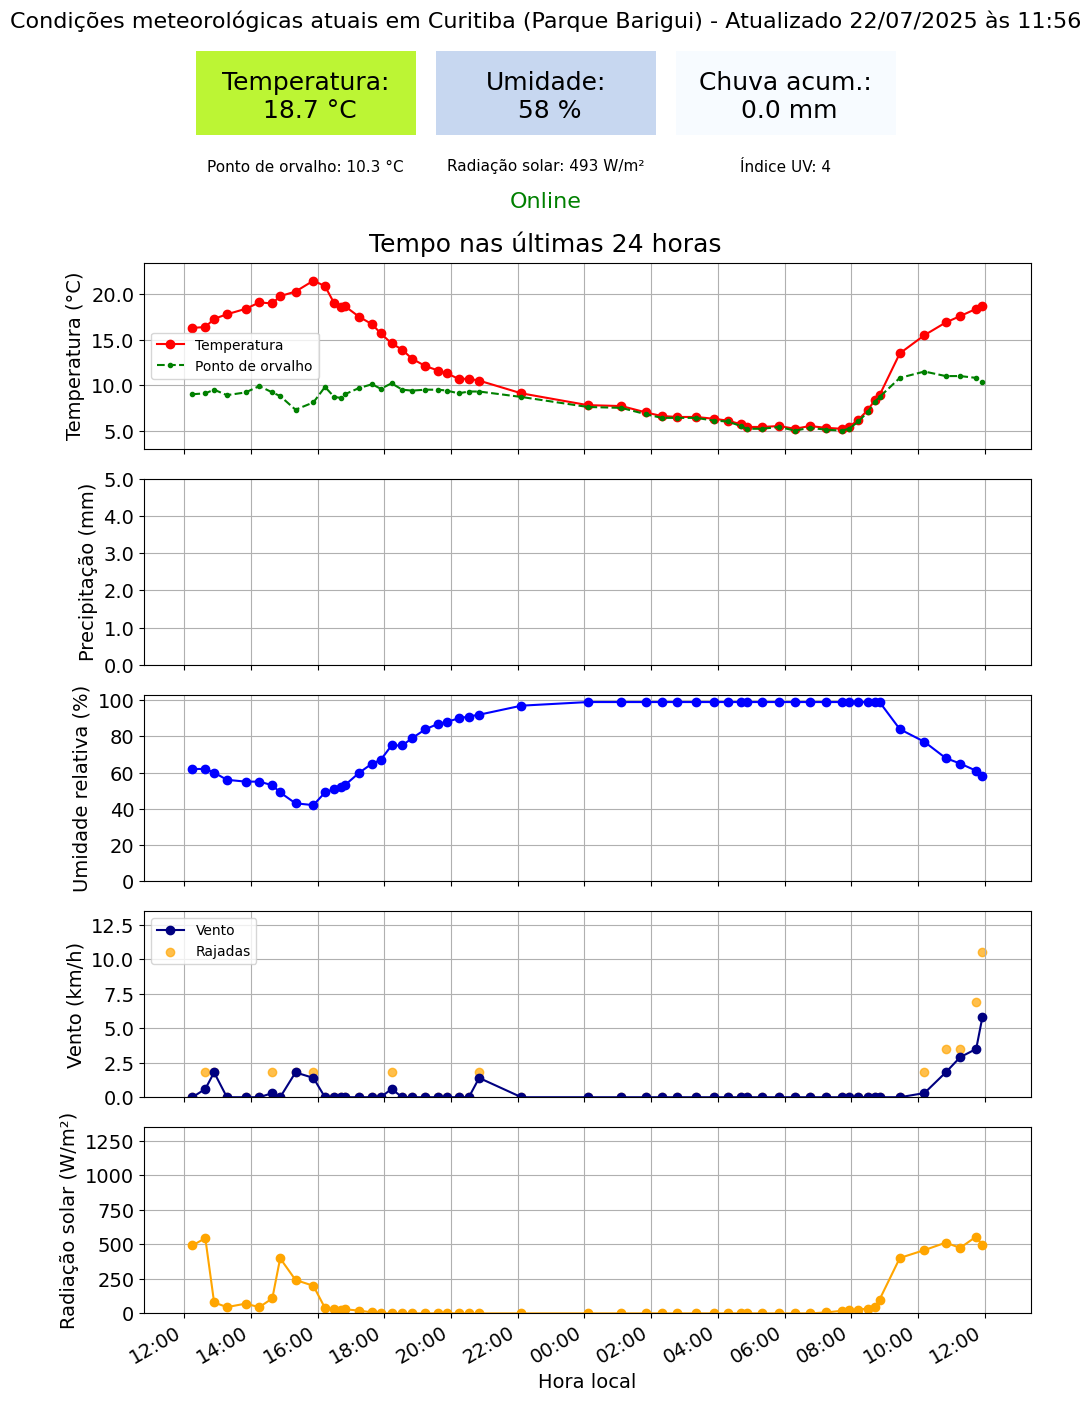 Condições meteorológicas atuais em Curitiba (Parque Barigui) - Atualizado 22/07/2025 às 11:56
Temperatura:
18.7 °C
Umidade:
58 %
Chuva acum.:
0.0 mm
Ponto de orvalho: 10.3 °C
Radiação solar: 493 W/m²
Índice UV: 4
Online
Tempo nas últimas 24 horas
Temperatura (°C)
20.0
15.0
10.0
5.0
Temperatura
Ponto de orvalho
Precipitação (mm)
5.0
4.0
3.0
2.0
1.0
0.0
Umidade relativa (%)
100
80
60
40
20
0
Vento (km/h)
12.5
10.0
7.5
5.0
2.5
0.0
Vento
Rajadas
Radiação solar (W/m²)
1250
1000
750
500
250
0
12:00
14:00
16:00
18:00
20:00
22:00
00:00
02:00
04:00
06:00
08:00
10:00
12:00
Hora local